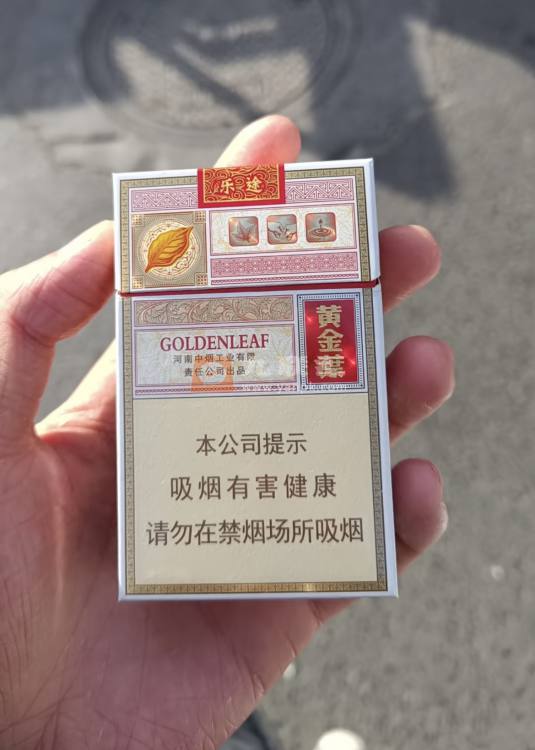 乐途
GOLDENLEAF
河南中烟工业有限
责任公司出品
黄金葉
本公司提示
吸烟有害健康
请勿在禁烟场所吸烟